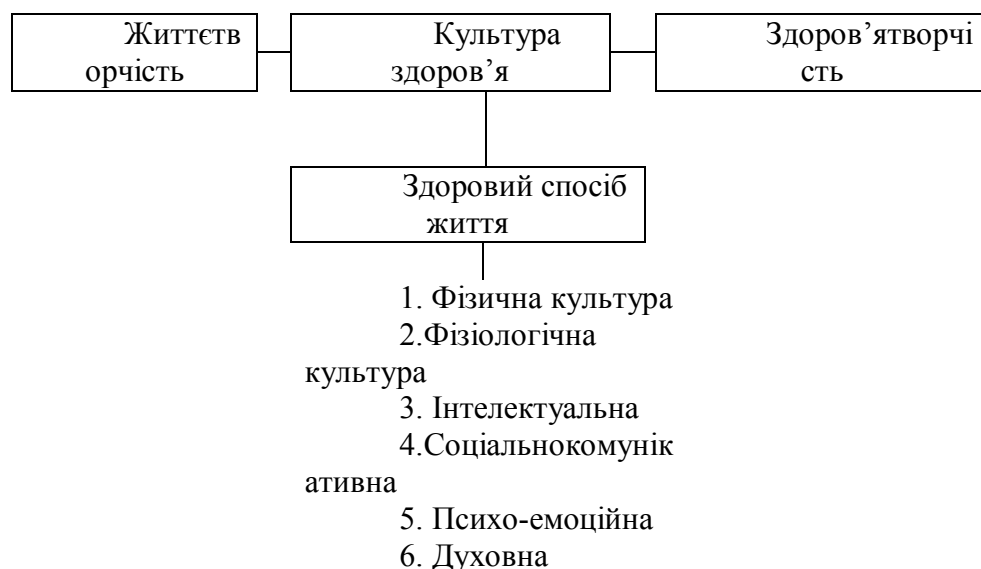 Життєтв
орчість
Культура
здоров’я
Здоров’ятворчі
сть
Здоровий спосіб
життя
1. Фізична культура
2.Фізіологічна
культура
3. Інтелектуальна
4.Соціальнокомунік
ативна
5. Психо-емоційна
6. Духовна